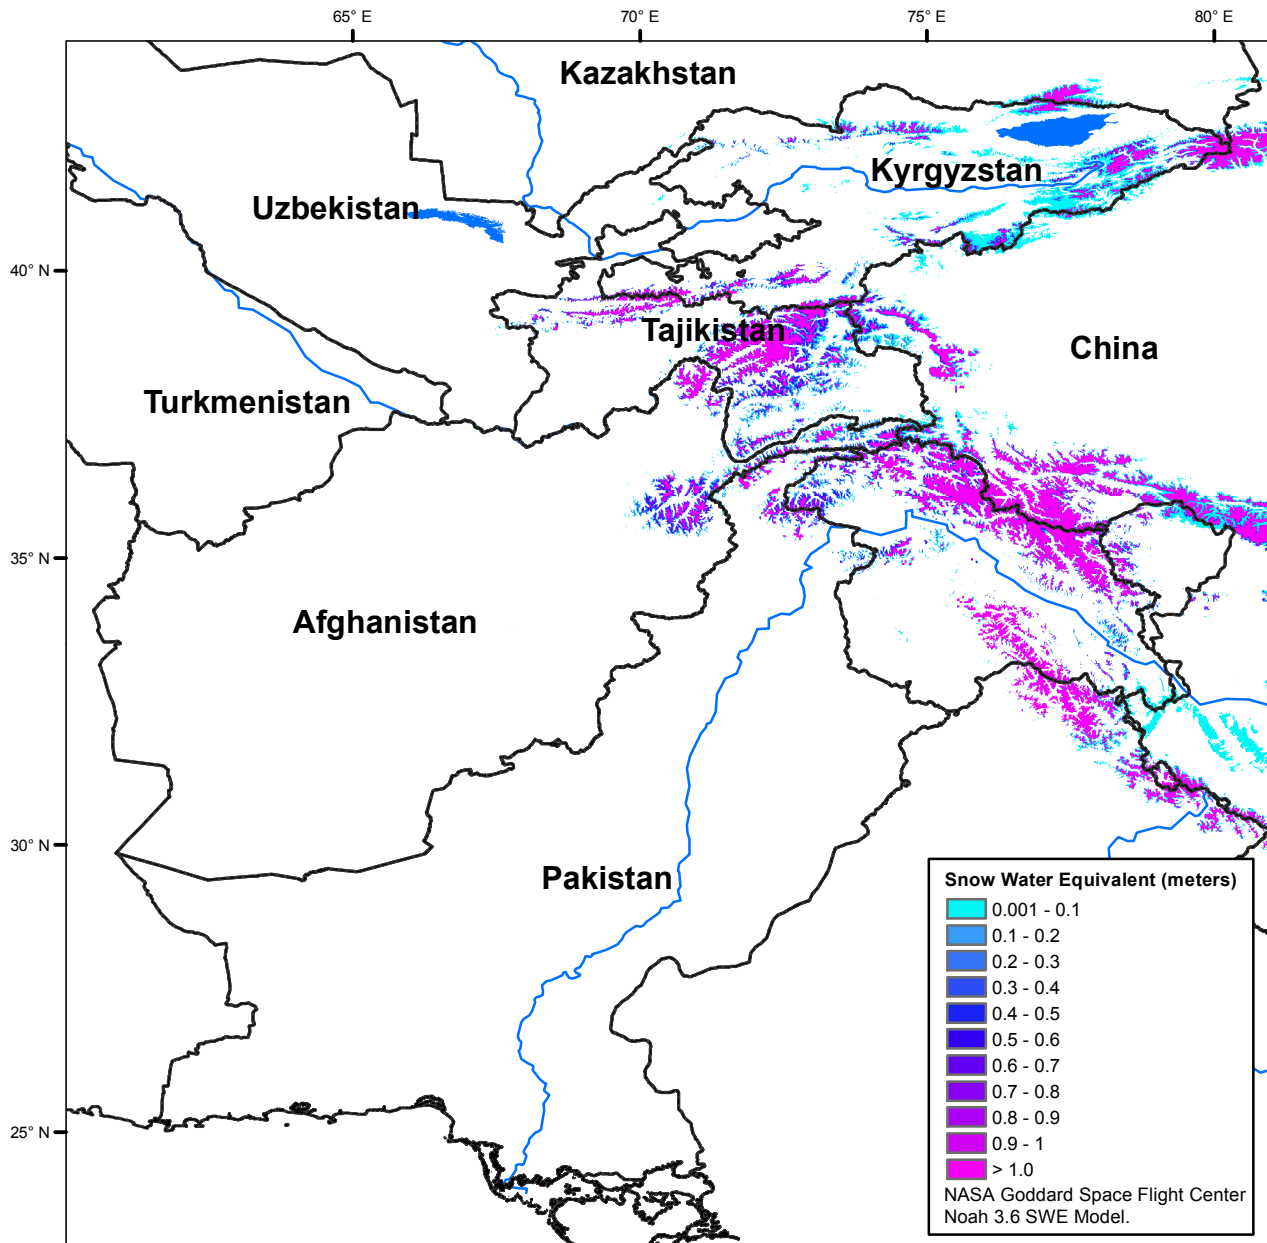 65° E
70° E
75° E
80° E
Kazakhstan
Kyrgyzstan
Uzbekistan
40° N
Tajikistan
China
Turkmenistan
35° N
Afghanistan
30° N
Pakistan
Snow Water Equivalent (meters)
0.001 - 0.1
0.1 - 0.2
0.2 - 0.3
0.3 - 0.4
0.4 - 0.5
0.5 - 0.6
0.6 - 0.7
0.7 - 0.8
0.8 - 0.9
0.9 - 1
> 1.0
25° N
NASA Goddard Space Flight Center
Noah 3.6 SWE Model.